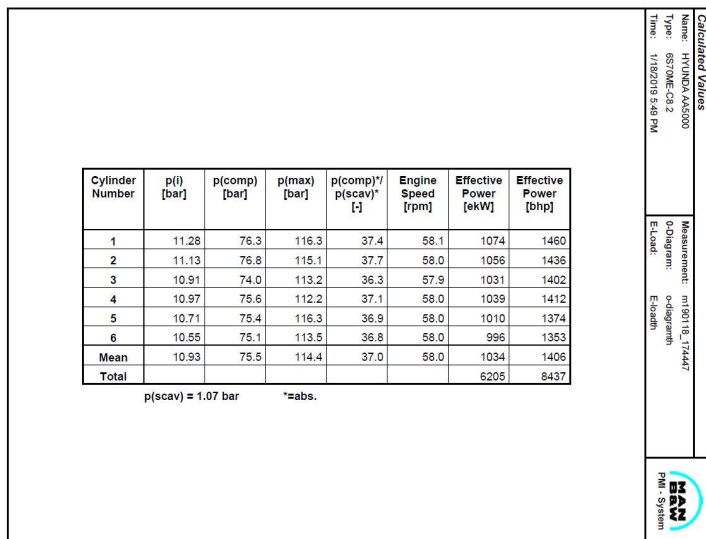 Calculated Values
Name: HYUNDA AA5000
Type: 6S70ME-C8.2
Time: 1/18/2019 5:49 PM
Measurement: m190118_174447
0-Diagram: o-diagramth
E-Load: E-loadth
MAN
B&W
PMI - System
Cylinder Number p(i) [bar] p(comp) [bar] p(max) [bar] p(comp)*/ p(scav)* [-] Engine Speed [rpm] Effective Power [ekW] Effective Power [bhp]
1 11.28 76.3 116.3 37.4 58.1 1074 1460
2 11.13 76.8 115.1 37.7 58.0 1056 1436
3 10.91 74.0 113.2 36.3 57.9 1031 1402
4 10.97 75.6 112.2 37.1 58.0 1039 1412
5 10.71 75.4 116.3 36.9 58.0 1010 1374
6 10.55 75.1 113.5 36.8 58.0 996 1353
Mean 10.93 75.5 114.4 37.0 58.0 1034 1406
Total 6205 8437
p(scav) = 1.07 bar *=abs.